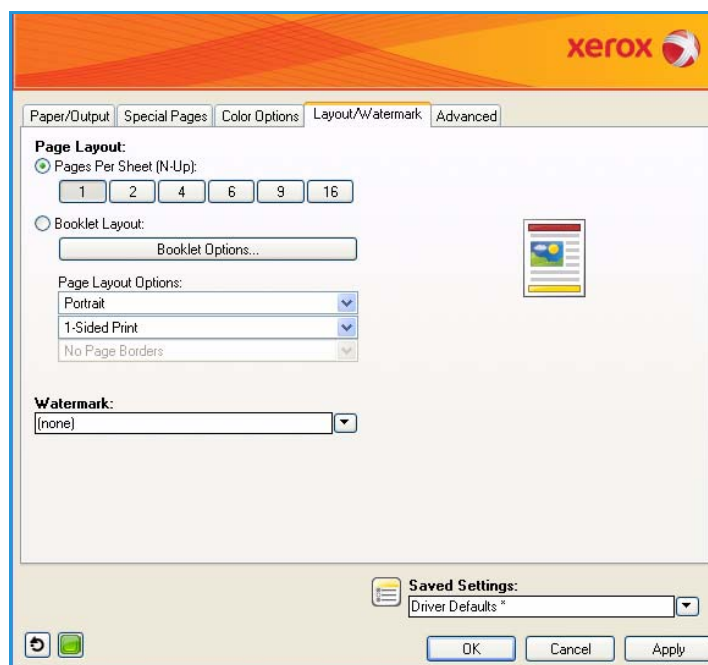 xerox
Paper/Output Special Pages Color Options Layout/Watermark Advanced
Page Layout:
Pages Per Sheet (N-Up):
1 2 4 6 9 16
Booklet Layout:
Booklet Options...
Page Layout Options:
Portrait
1-Sided Print
No Page Borders
Watermark:
(none)
Saved Settings:
Driver Defaults *
OK Cancel Apply